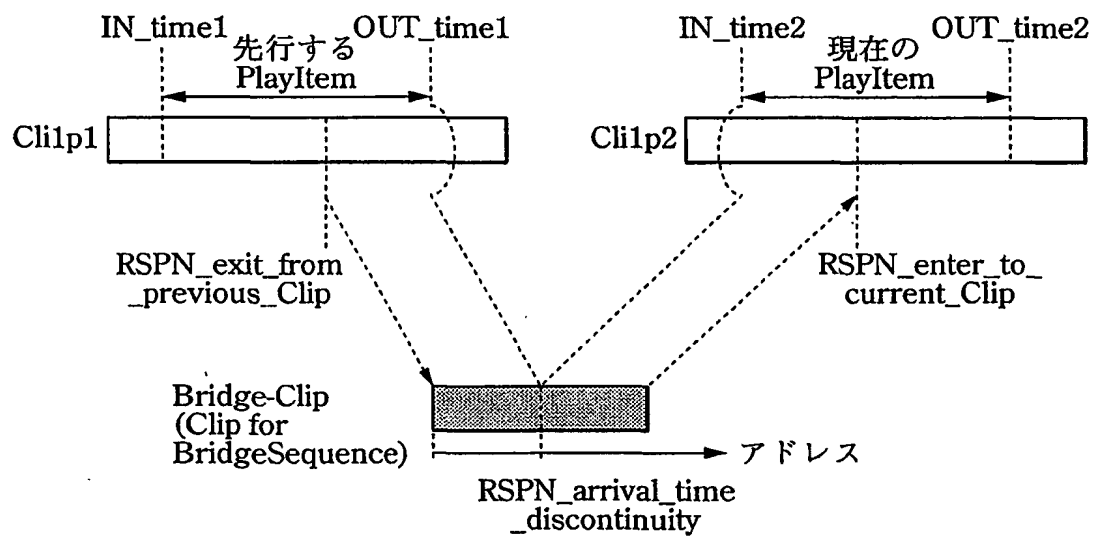 IN_time1
先行する
PlayItem
OUT_time1
IN_time2
現在の
PlayItem
OUT_time2
Cli1p1
Cli1p2
RSPN_exit_from
_previous_Clip
RSPN_enter_to_
current_Clip
Bridge-Clip
(Clip for
BridgeSequence)
アドレス
RSPN_arrival_time
_discontinuity